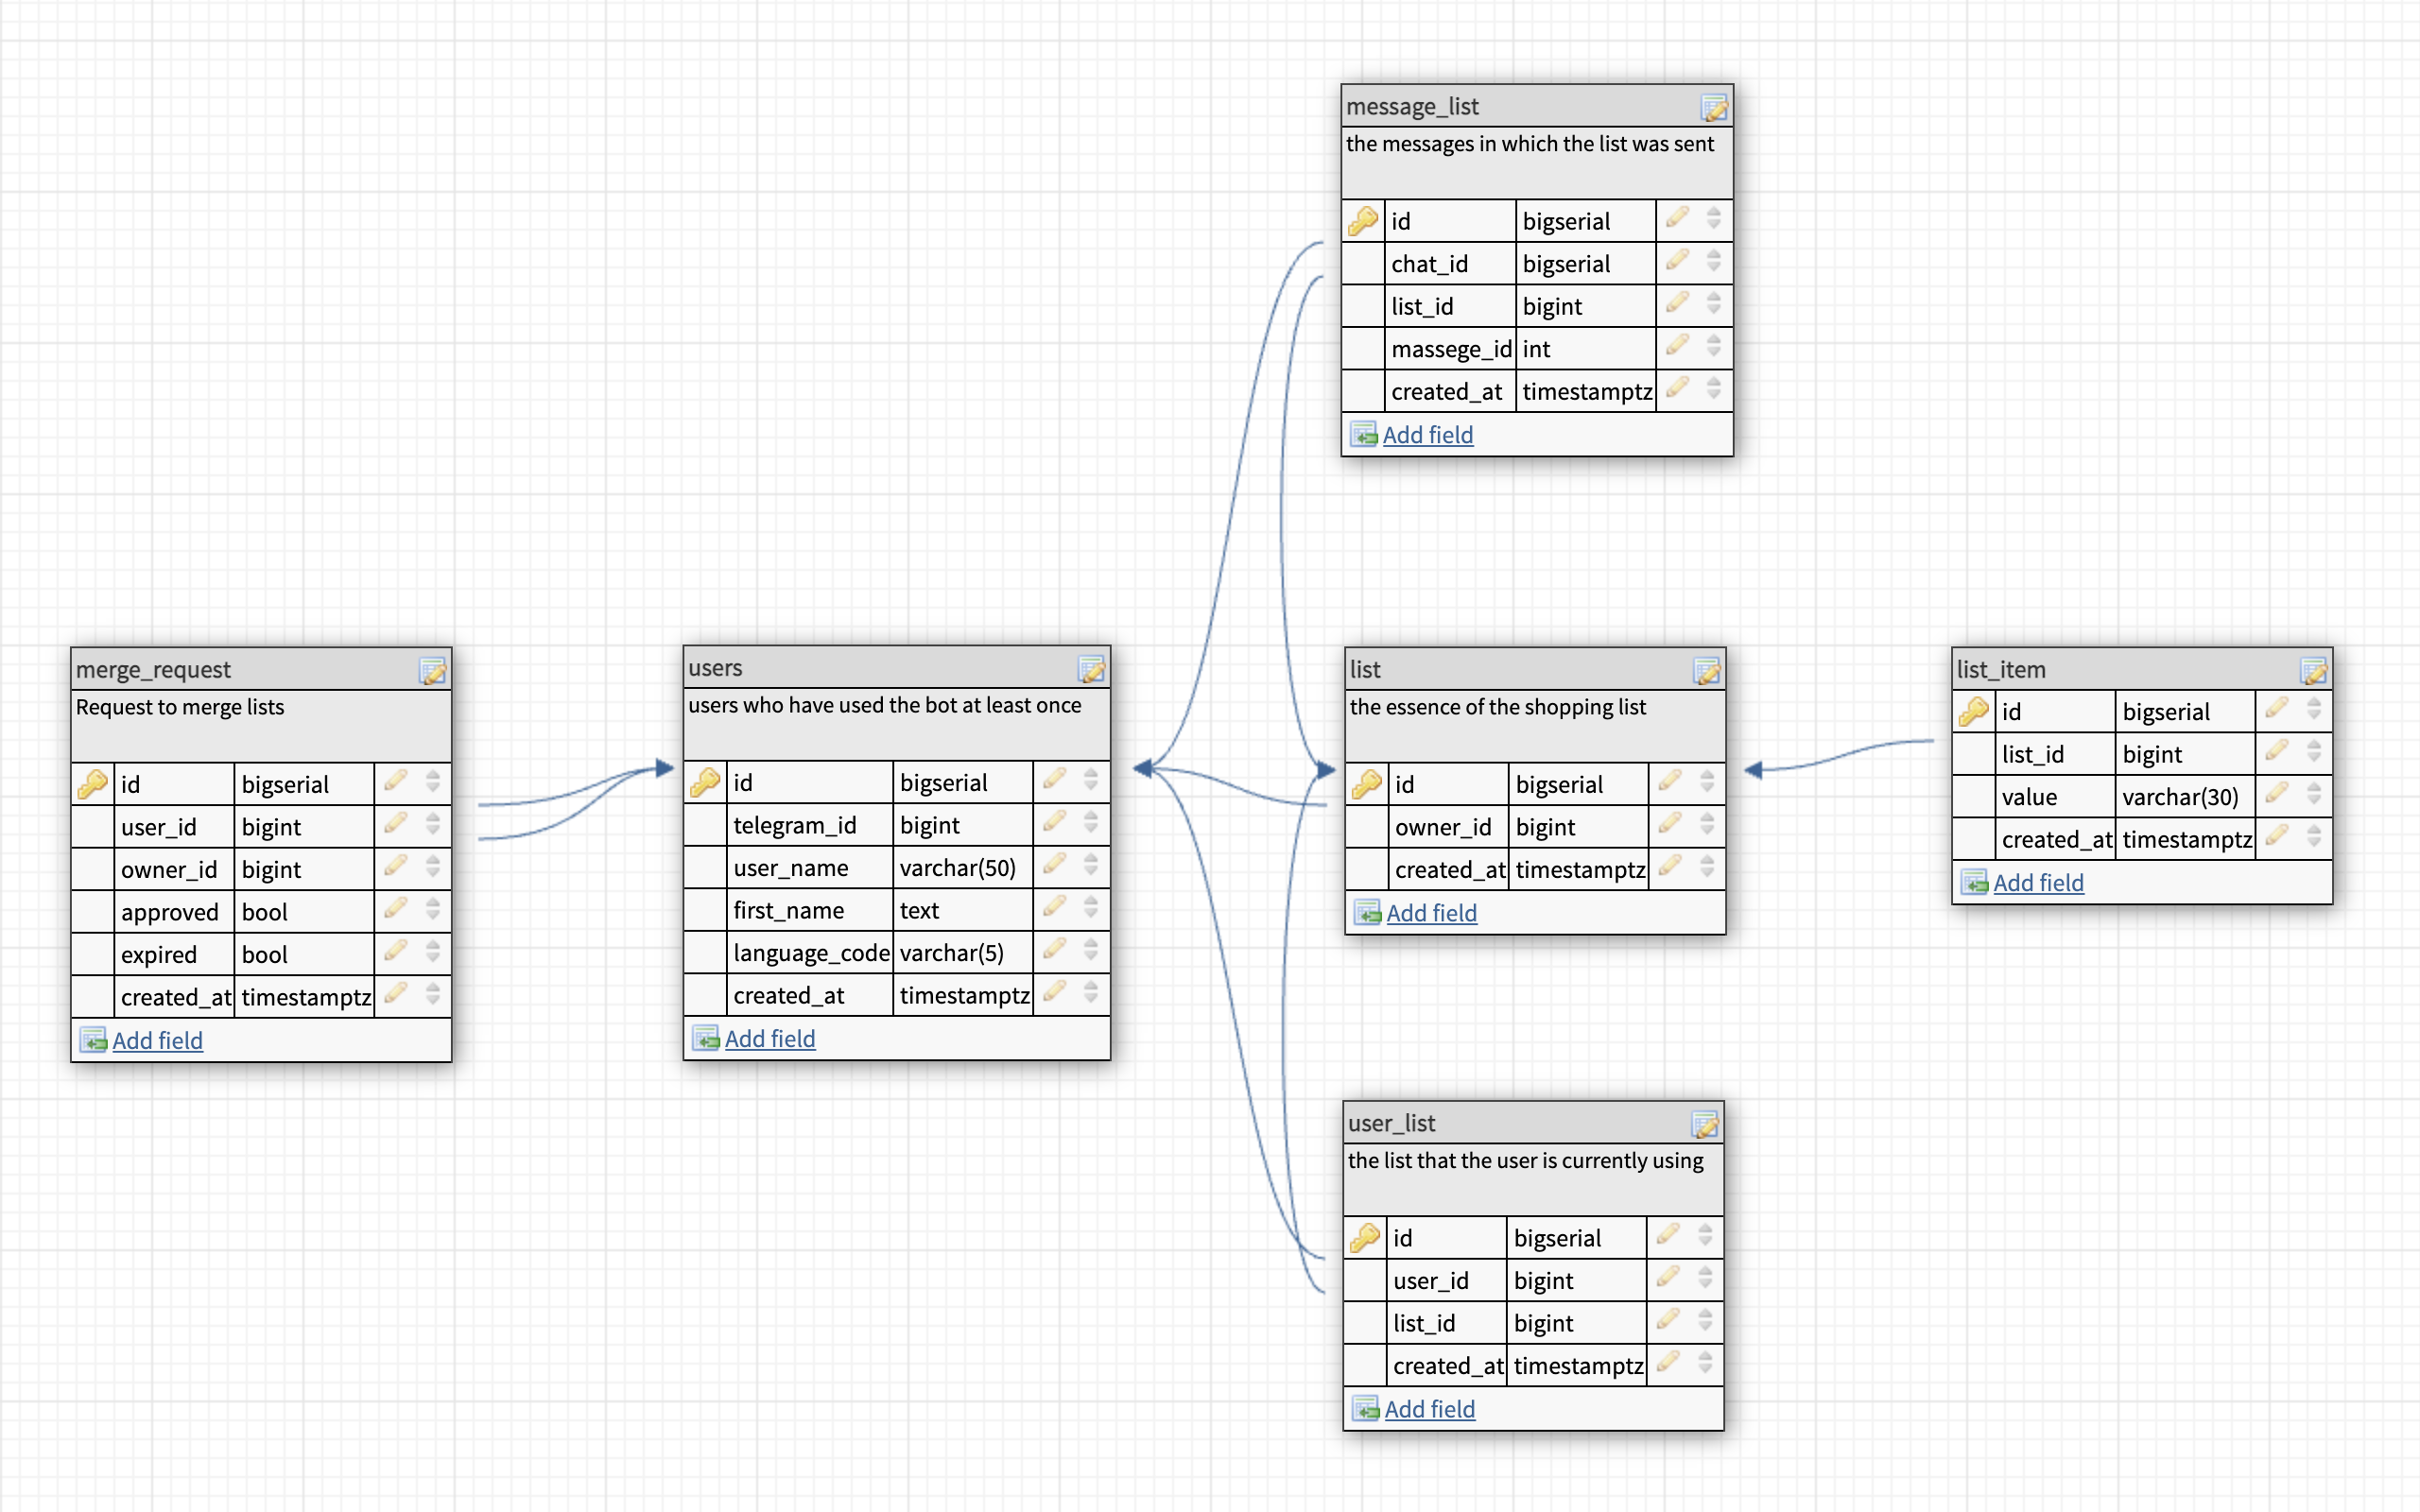 message_list
the messages in which the list was sent
id bigserial
chat_id bigserial
list_id bigint
massege_id int
created_at timestamptz
Add field
merge_request
Request to merge lists
id bigserial
user_id bigint
owner_id bigint
approved bool
expired bool
created_at timestamptz
Add field
users
users who have used the bot at least once
id bigserial
telegram_id bigint
user_name varchar(50)
first_name text
language_code varchar(5)
created_at timestamptz
Add field
list
the essence of the shopping list
id bigserial
owner_id bigint
created_at timestamptz
Add field
list_item
id bigserial
list_id bigint
value varchar(30)
created_at timestamptz
Add field
user_list
the list that the user is currently using
id bigserial
user_id bigint
list_id bigint
created_at timestamptz
Add field